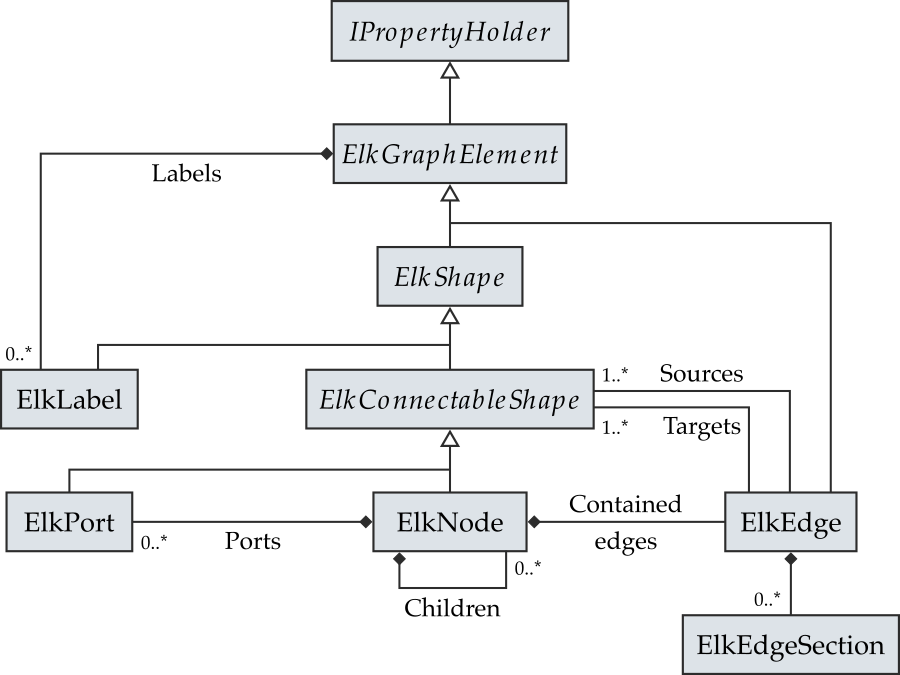 IPropertyHolder
ElkGraphElement
Labels
ElkShape
0..*
ElkLabel
ElkConnectableShape
1..*
Sources
1..*
Targets
ElkPort
0..*
Ports
ElkNode
Contained
edges
ElkEdge
0..*
Children
0..*
ElkEdgeSection